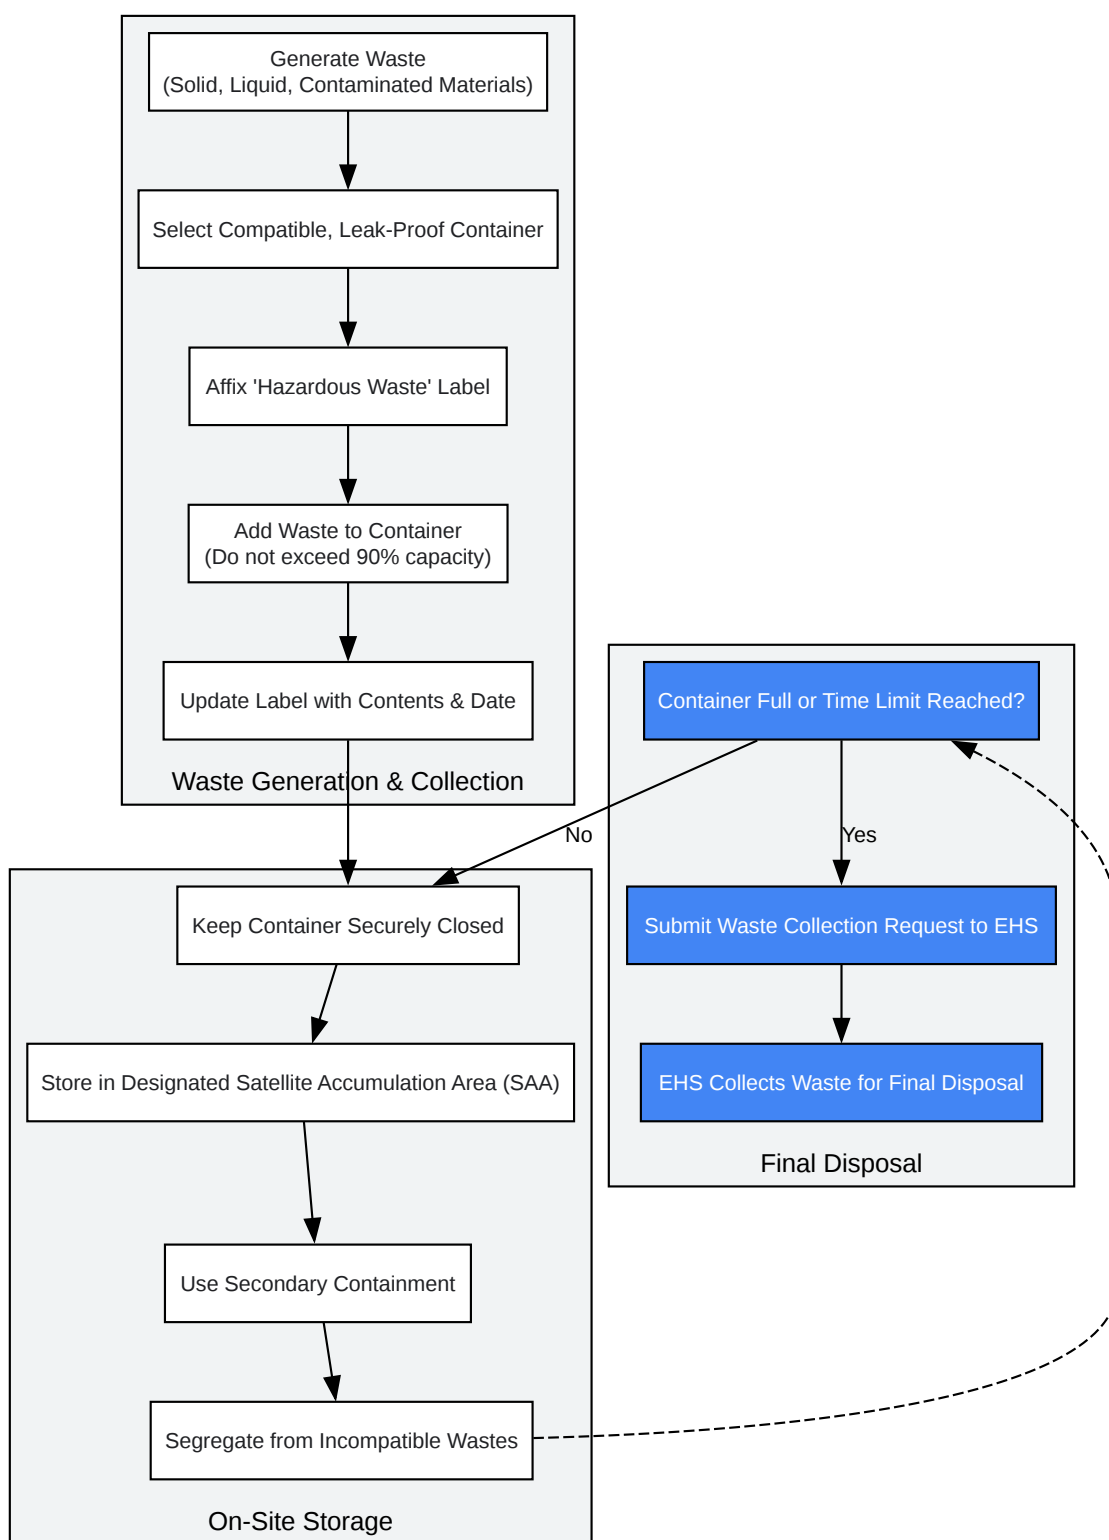 Generate Waste
(Solid, Liquid, Contaminated Materials)
Select Compatible, Leak-Proof Container
Affix 'Hazardous Waste' Label
Add Waste to Container
(Do not exceed 90% capacity)
Update Label with Contents & Date
Waste Generation & Collection
Container Full or Time Limit Reached?
No
Yes
Keep Container Securely Closed
Submit Waste Collection Request to EHS
Store in Designated Satellite Accumulation Area (SAA)
EHS Collects Waste for Final Disposal
Final Disposal
Use Secondary Containment
Segregate from Incompatible Wastes
On-Site Storage